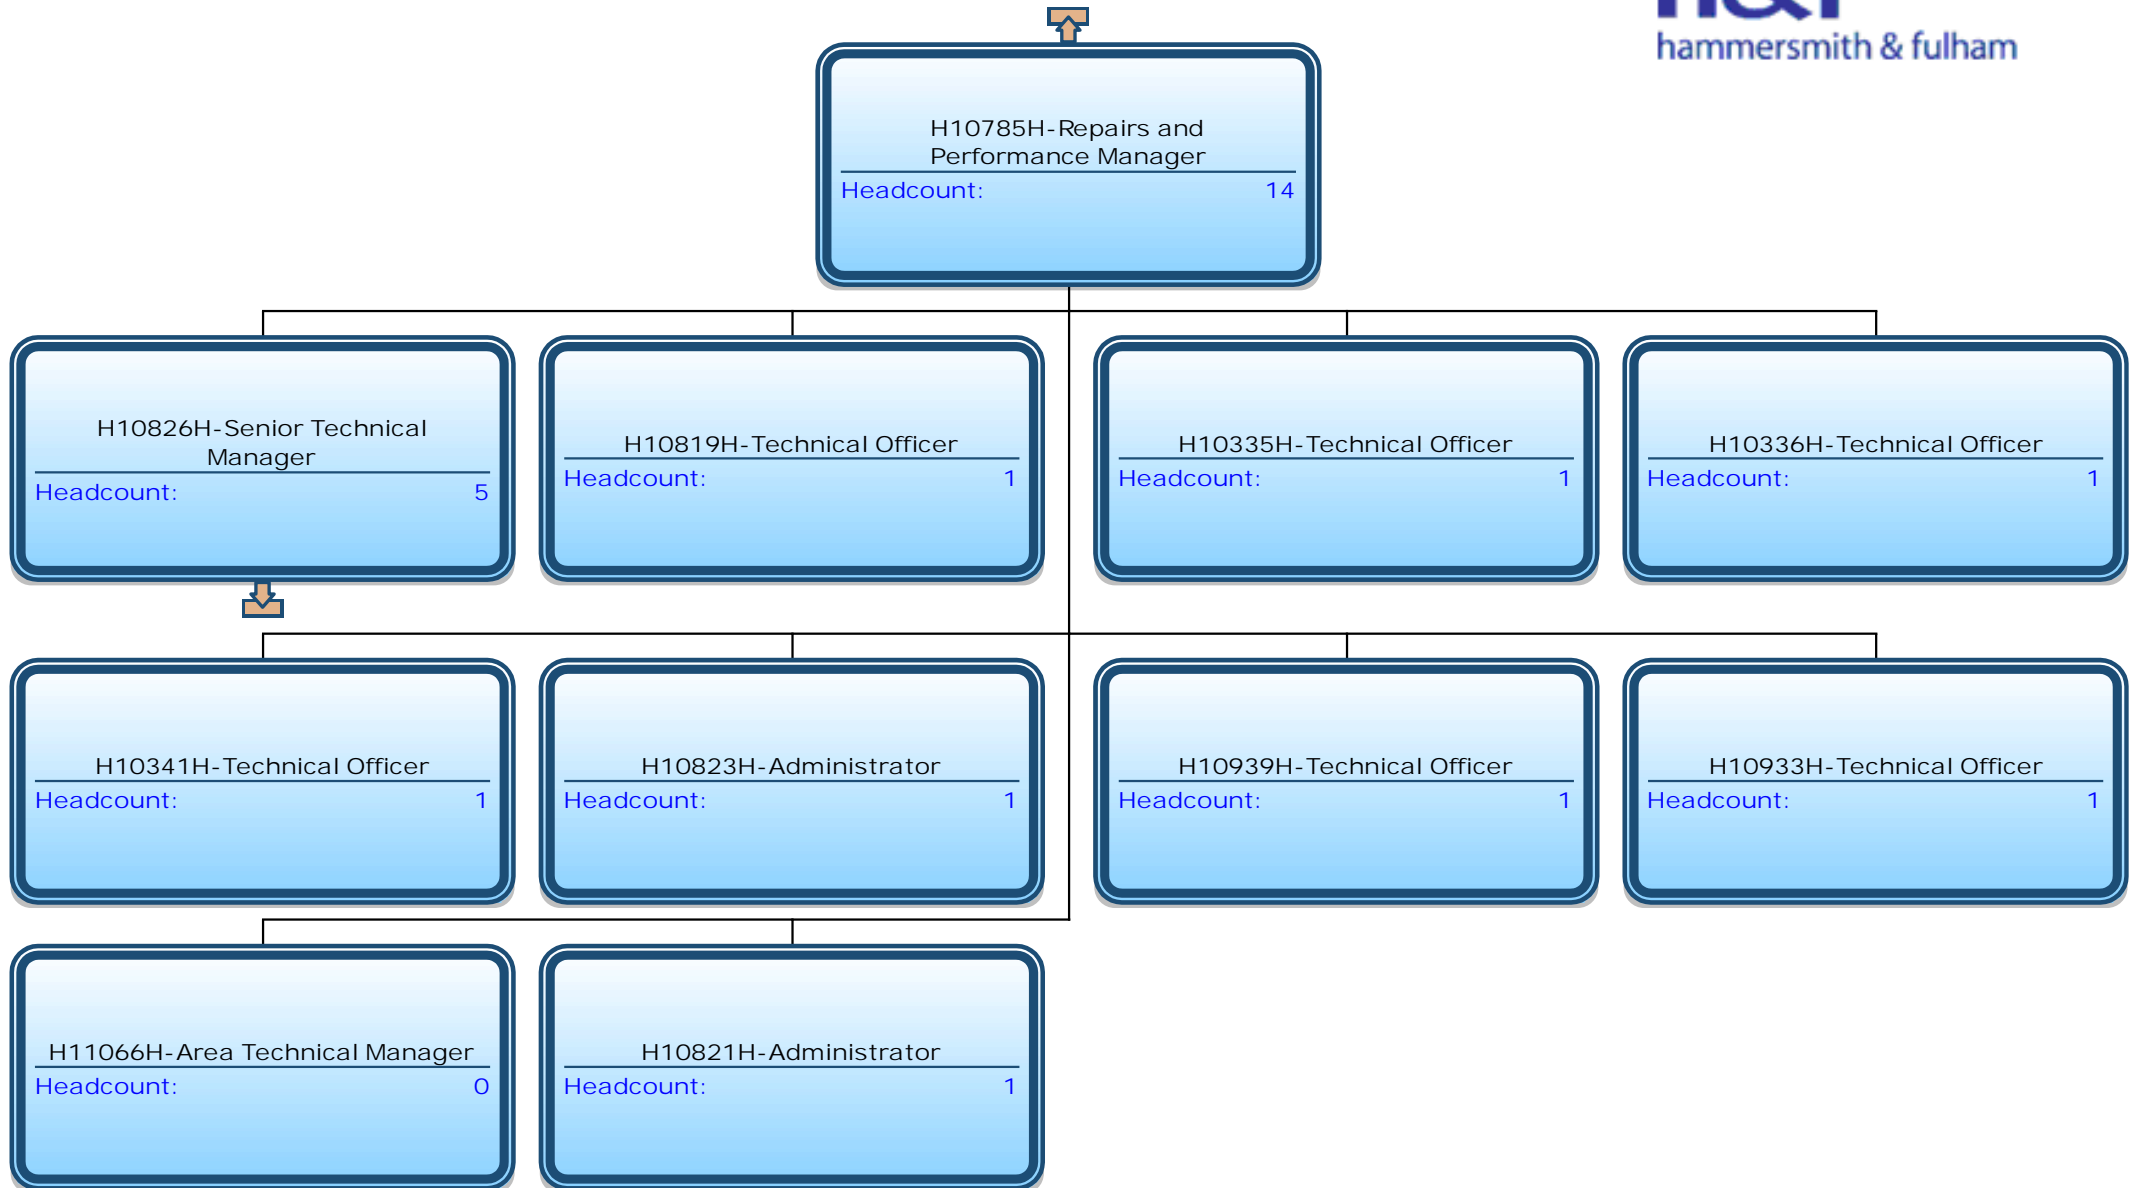 hammersmith & fulham
H10785H-Repairs and
Performance Manager
Headcount: 14
H10826H-Senior Technical
Manager
Headcount: 5
H10819H-Technical Officer
Headcount: 1
H10335H-Technical Officer
Headcount: 1
H10336H-Technical Officer
Headcount: 1
H10341H-Technical Officer
Headcount: 1
H10823H-Administrator
Headcount: 1
H10939H-Technical Officer
Headcount: 1
H10933H-Technical Officer
Headcount: 1
H11066H-Area Technical Manager
Headcount: 0
H10821H-Administrator
Headcount: 1